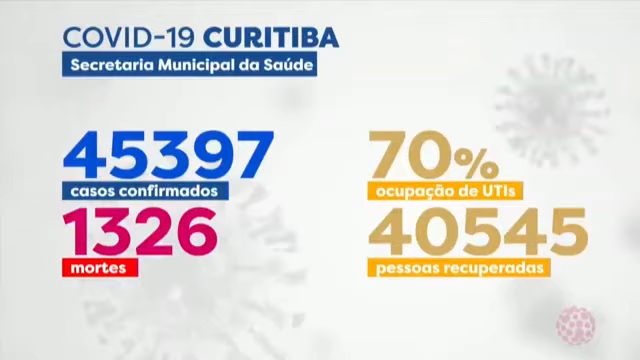 COVID-19 CURITIBA
Secretaria Municipal da Saúde
45397
casos confirmados
1326
mortes
70%
ocupação de UTIs
40545
pessoas recuperadas